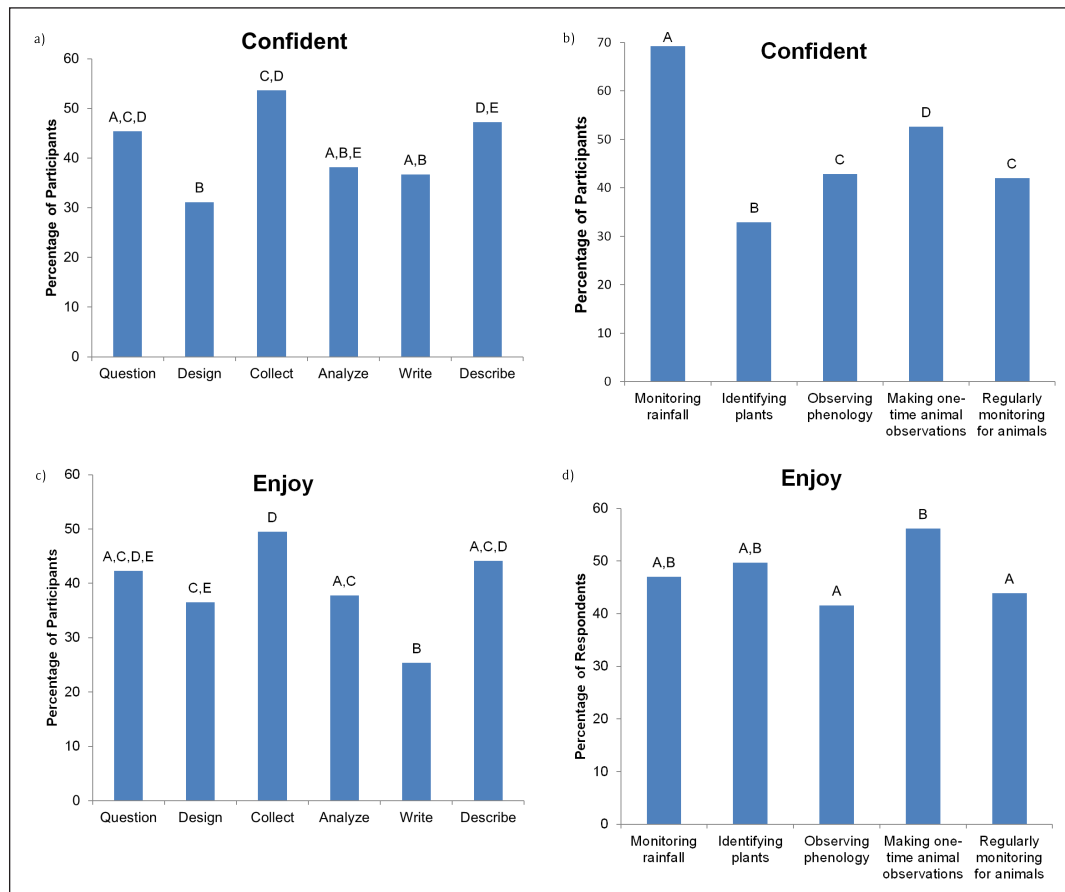 a)
Confident
Percentage of Participants
60
50
40
30
20
10
0
A,C,D
B
C,D
A,B,E
A,B
D,E
Question Design Collect Analyze Write Describe
b)
Confident
Percentage of Participants
70
60
50
40
30
20
10
0
A
B
C
D
C
Monitoring
rainfall
Identifying
plants
Observing
phenology
Making one-
time animal
observations
Regularly
monitoring
for animals
c)
Enjoy
Percentage of Participants
60
50
40
30
20
10
0
A,C,D,E
C,E
D
A,C
B
A,C,D
Question Design Collect Analyze Write Describe
d)
Enjoy
Percentage of Respondents
60
50
40
30
20
10
0
A,B
A,B
A
B
A
Monitoring
rainfall
Identifying
plants
Observing
phenology
Making one-
time animal
observations
Regularly
monitoring
for animals